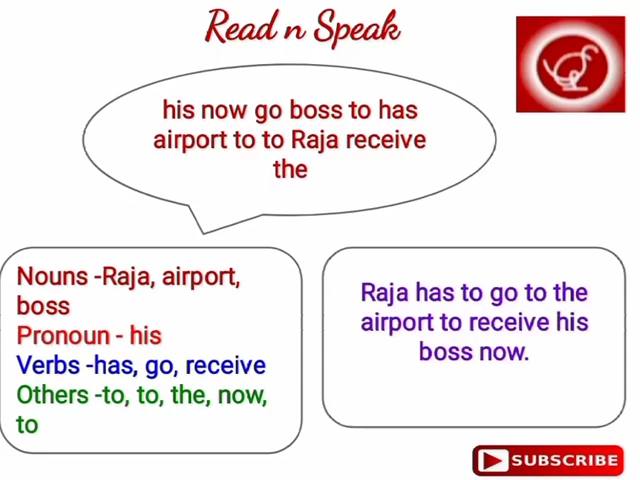 Read n Speak
his now go boss to has
airport to to Raja receive
the
Nouns -Raja, airport,
boss
Pronoun - his
Verbs -has, go, receive
Others -to, to, the, now,
to
Raja has to go to the
airport to receive his
boss now.
SUBSCRIBE